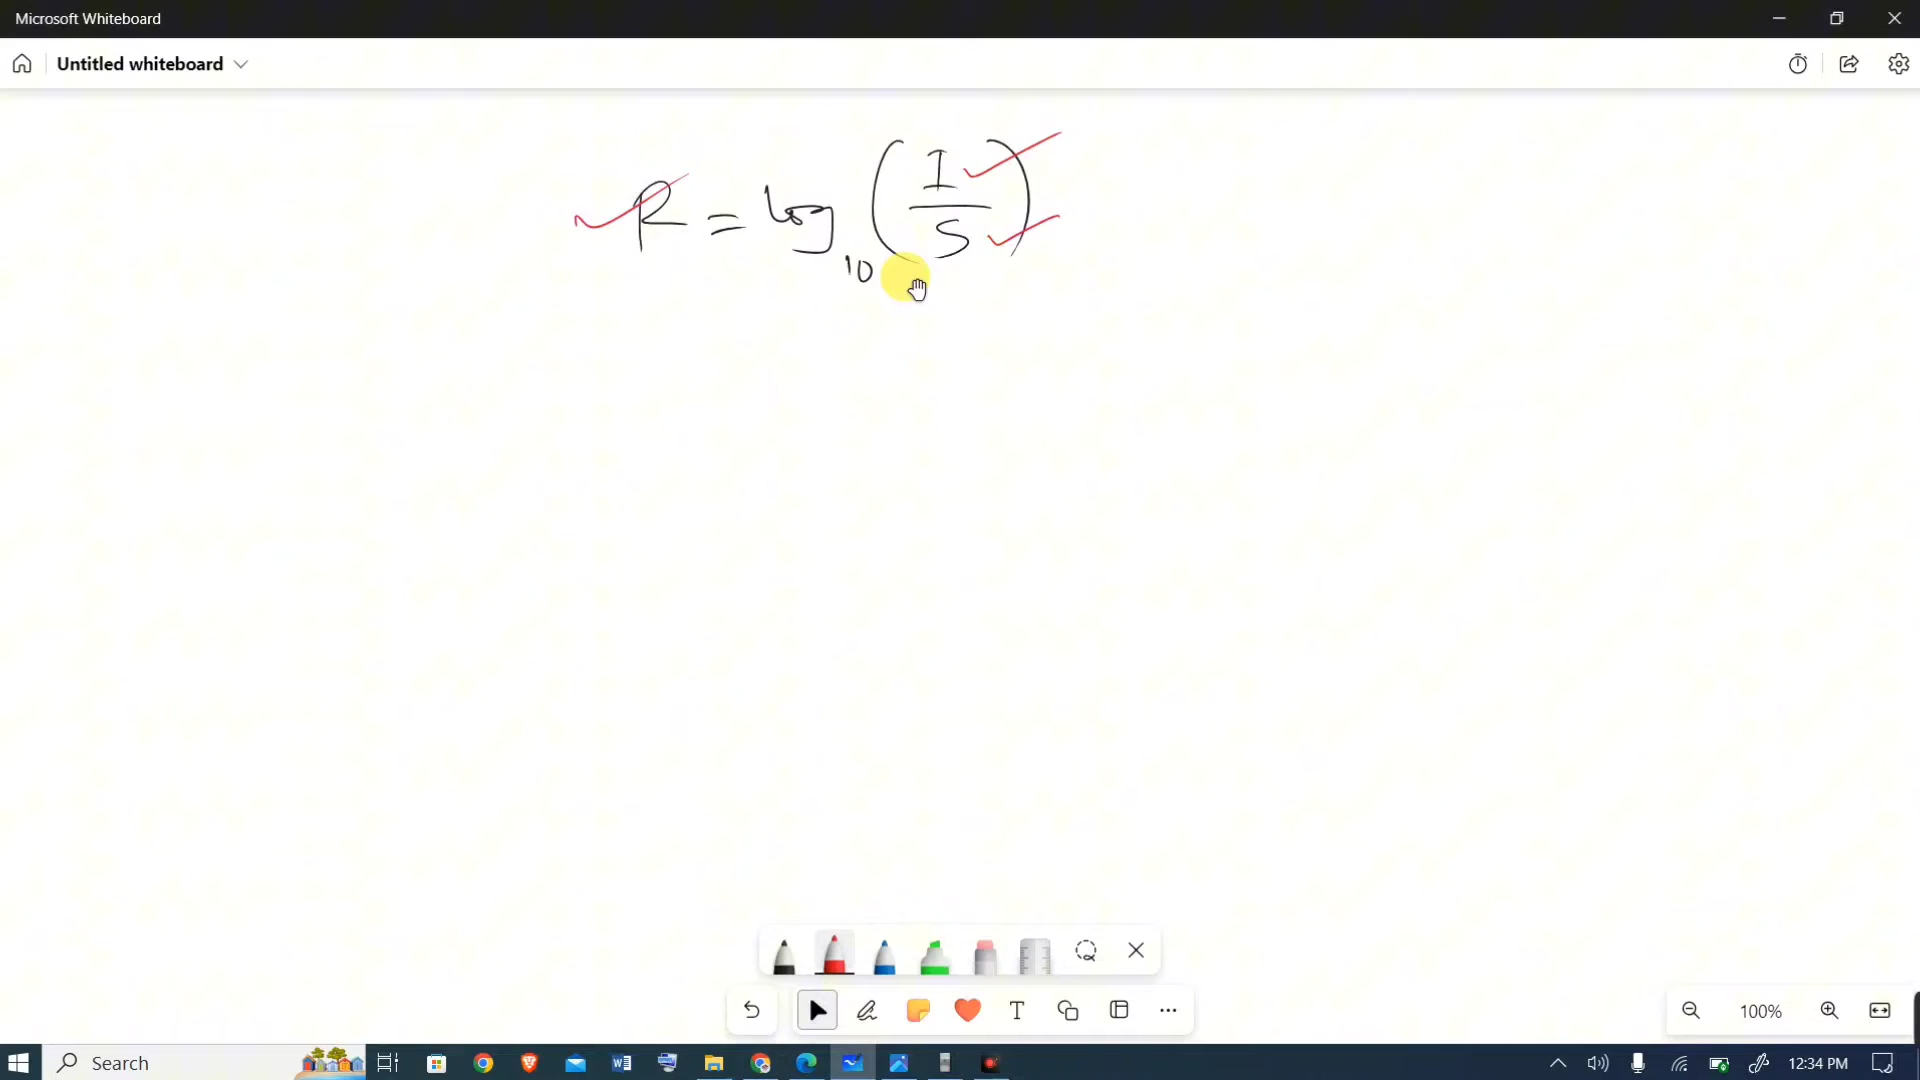 Microsoft Whiteboard
Untitled whiteboard
R = log₁₀ (I/S)
100%
Search
12:34 PM